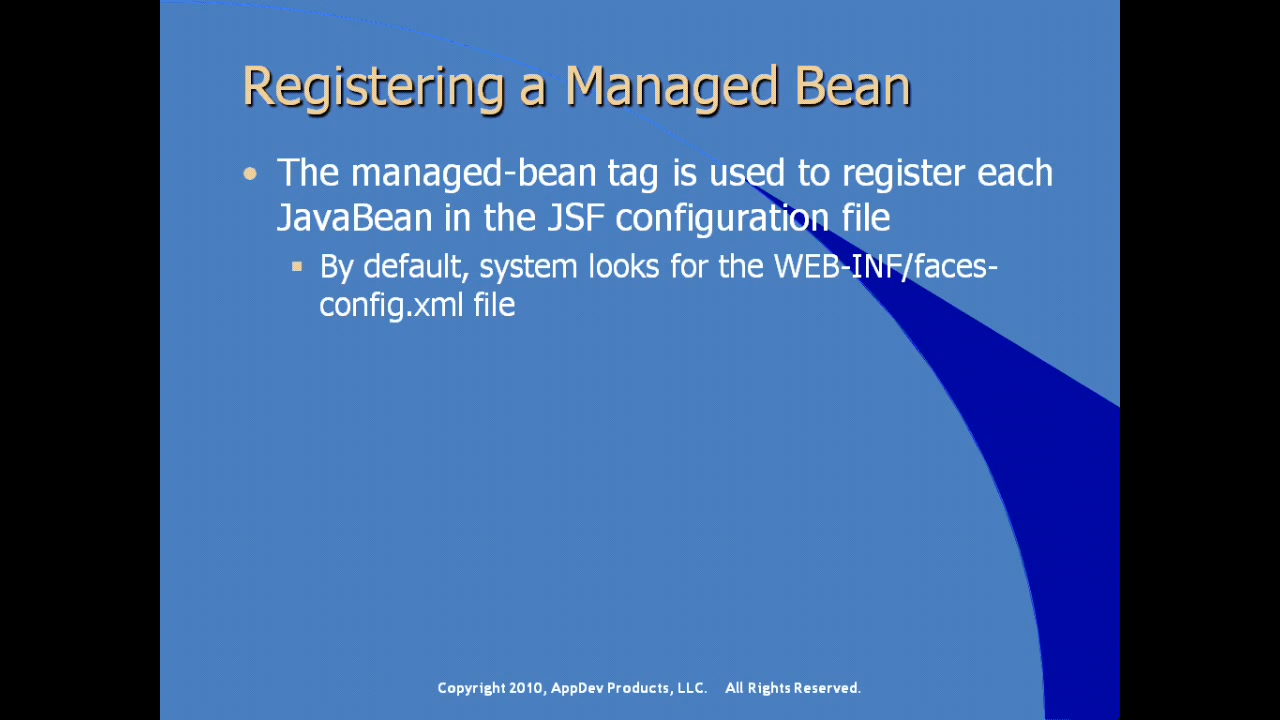 Registering a Managed Bean
• The managed-bean tag is used to register each
JavaBean in the JSF configuration file
▪ By default, system looks for the WEB-INF/faces-
config.xml file
Copyright 2010, AppDev Products, LLC. All Rights Reserved.